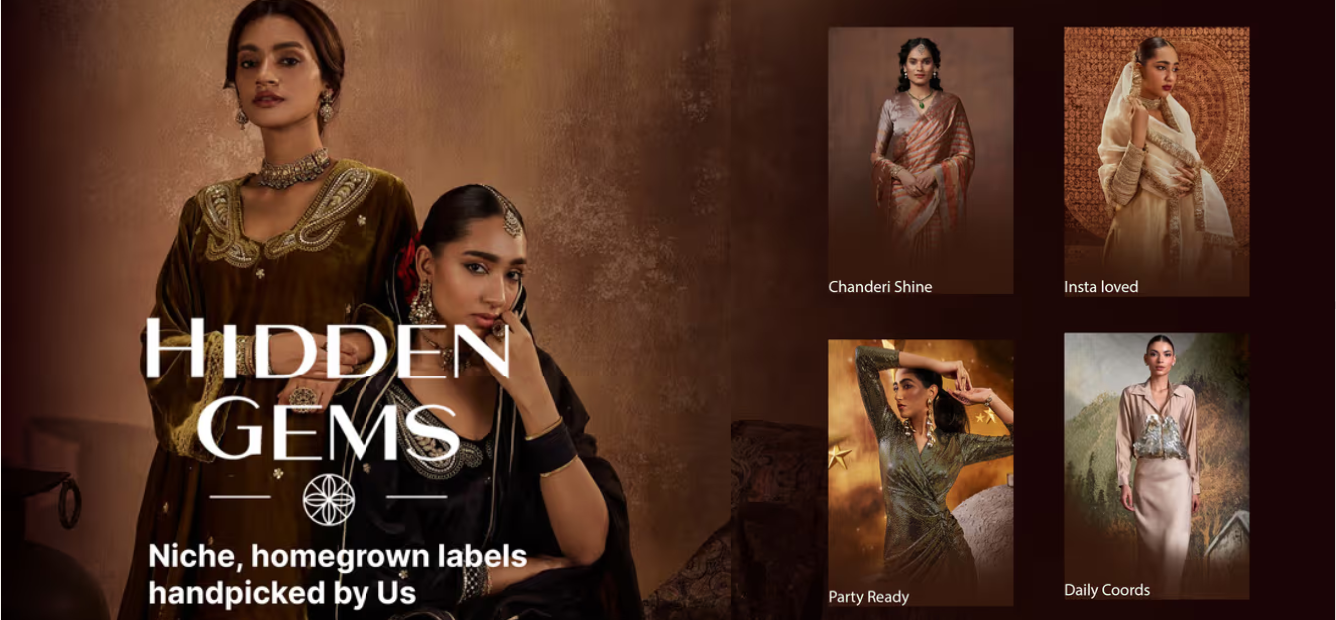 HIDDEN
GEMS
Niche, homegrown labels
handpicked by Us
Chanderi Shine
Insta loved
Party Ready
Daily Coords